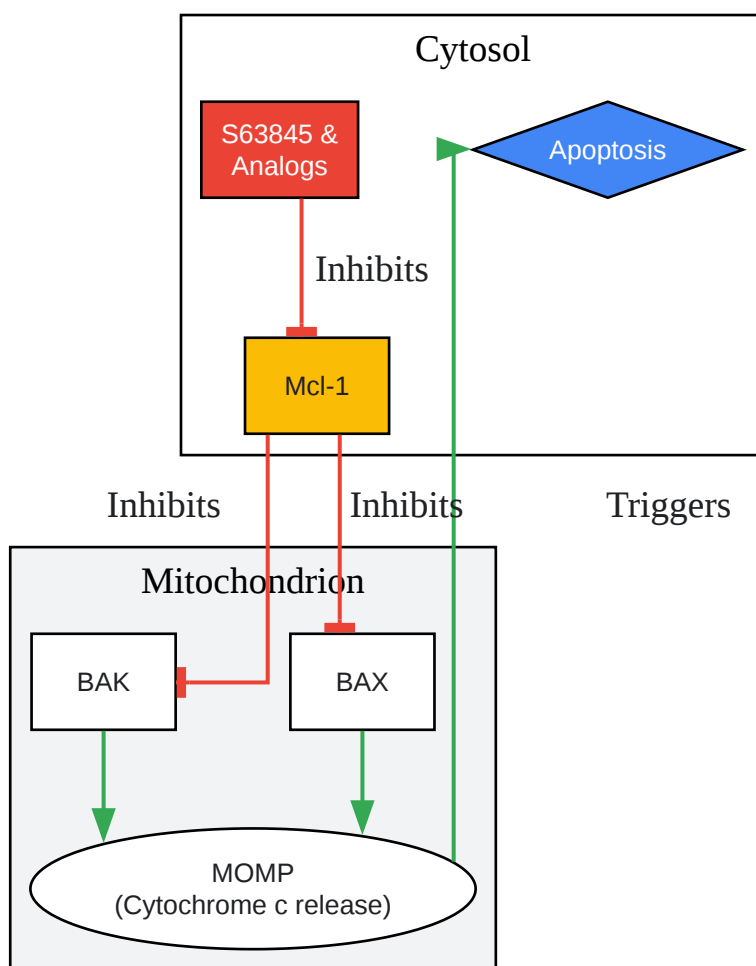 Cytosol
S63845 &
Analogs
Apoptosis
Inhibits
Mcl-1
Inhibits
Inhibits
Triggers
Mitochondrion
BAK
BAX
MOMP
(Cytochrome c release)